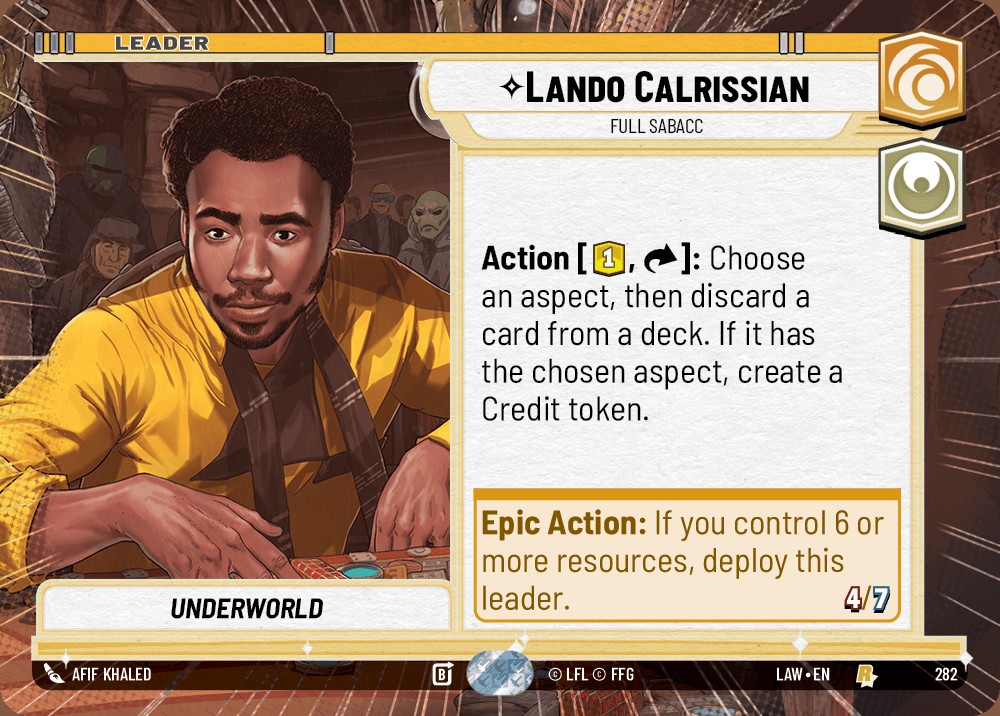 LEADER
✧LANDO CALRISSIAN
FULL SABACC
Action [1, ]: Choose
an aspect, then discard a
card from a deck. If it has
the chosen aspect, create a
Credit token.
Epic Action: If you control 6 or
more resources, deploy this
leader.
4/7
UNDERWORLD
AFIF KHALED
B
© LFL © FFG
LAW•EN
R
282